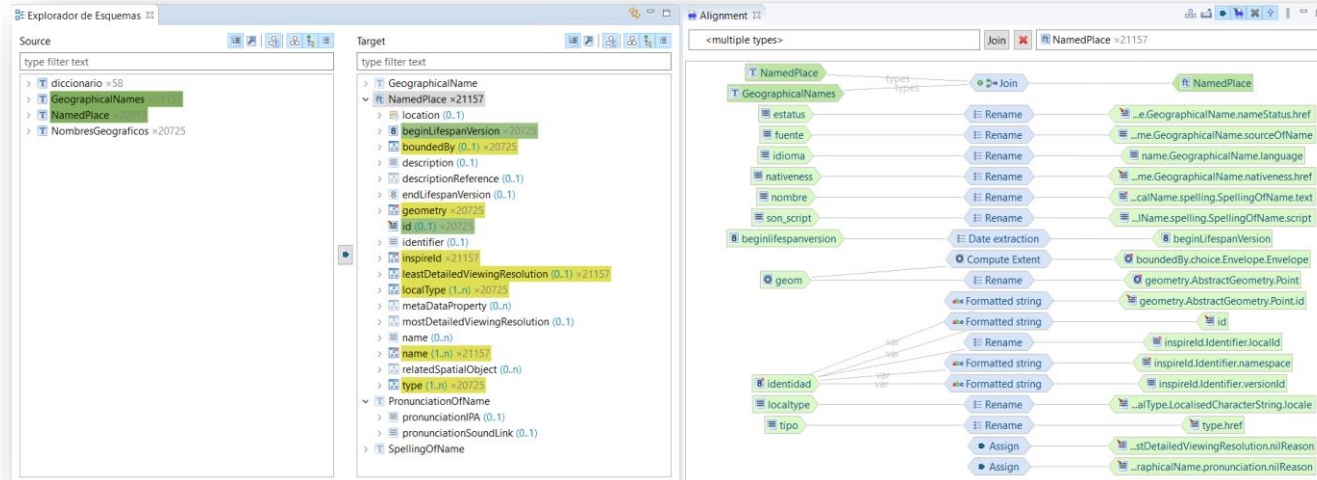 Explorador de Esquemas
Source
type filter text
diccionario ×58
GeographicalNames ×21157
NamedPlace
NombresGeograficos ×20725
Target
type filter text
GeographicalName
NamedPlace ×21157
location (0..1)
beginLifespanVersion ×20725
boundedBy (0..1) ×20725
description (0..1)
descriptionReference (0..1)
endLifespanVersion (0..1)
geometry ×20725
id (0..1) ×20725
identifier (0..1)
inspireId ×21157
leastDetailedViewingResolution (0..1) ×21157
localType (1..n) ×20725
metaDataProperty (0..n)
mostDetailedViewingResolution (0..1)
name (0..n)
name (1..n) ×21157
relatedSpatialObject (0..n)
type (1..n) ×20725
PronunciationOfName
pronunciationIPA (0..1)
pronunciationSoundLink (0..1)
SpellingOfName
Alignment
<multiple types> Join NamedPlace ×21157
NamedPlace types Join NamedPlace
GeographicalNames types
estatus Rename ...e.GeographicalName.nameStatus.href
fuente Rename ...me.GeographicalName.sourceOfName
idioma Rename name.GeographicalName.language
nativeness Rename ...me.GeographicalName.nativeness.href
nombre Rename ...calName.spelling.SpellingOfName.text
son_script Rename ...lName.spelling.SpellingOfName.script
beginlifespanversion Date extraction beginLifespanVersion
Compute Extent boundedBy.choice.Envelope.Envelope
geom Rename geometry.AbstractGeometry.Point
Formatted string geometry.AbstractGeometry.Point.id
Formatted string id
var Rename inspireId.Identifier.localId
var Formatted string inspireId.Identifier.namespace
identidad var var Formatted string inspireId.Identifier.versionId
localtype Rename ...alType.LocalisedCharacterString.locale
tipo Rename type.href
Assign ...stDetailedViewingResolution.nilReason
Assign ...raphicalName.pronunciation.nilReason